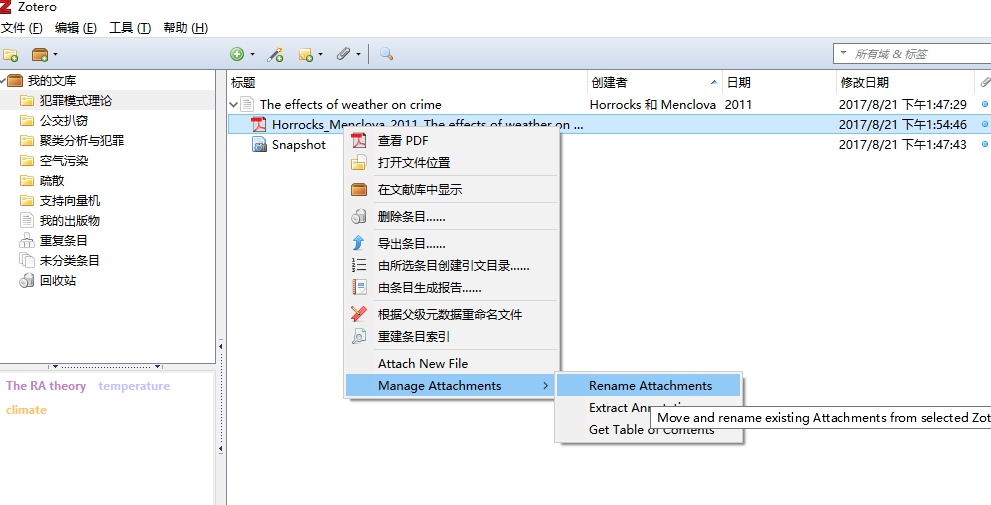 Zotero
文件 (F) 编辑 (E) 工具 (T) 帮助 (H)
所有域 & 标签
我的文库
犯罪模式理论
公交扒窃
聚类分析与犯罪
空气污染
疏散
支持向量机
我的出版物
重复条目
未分类条目
回收站
The RA theory temperature
climate
标题 创建者 日期 修改日期
The effects of weather on crime Horrocks 和 Menclova 2011 2017/8/21 下午1:47:29
Horrocks_Menclova_2011_The effects of weather on ... 2017/8/21 下午1:54:46
Snapshot 2017/8/21 下午1:47:43
查看 PDF
打开文件位置
在文献库中显示
删除条目......
导出条目......
由所选条目创建引文目录......
由条目生成报告......
根据父级元数据重命名文件
重建条目索引
Attach New File
Manage Attachments
Rename Attachments
Extract
Move and rename existing Attachments from selected Zot
Get Table of Contents